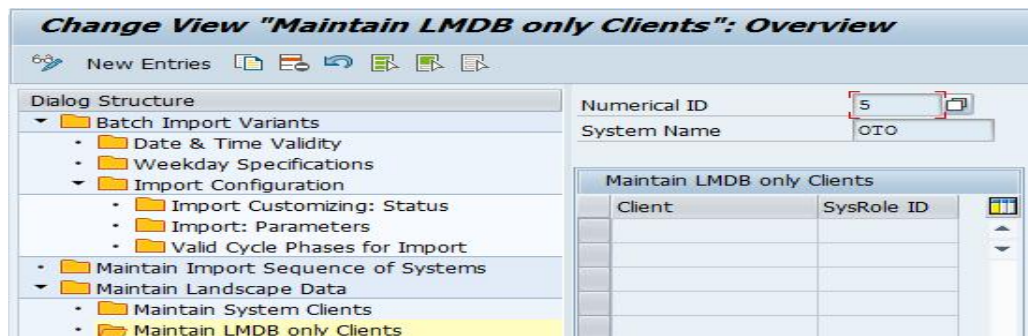 Change View "Maintain LMDB only Clients": Overview
New Entries
Dialog Structure
Batch Import Variants
Date & Time Validity
Weekday Specifications
Import Configuration
Import Customizing: Status
Import: Parameters
Valid Cycle Phases for Import
Maintain Import Sequence of Systems
Maintain Landscape Data
Maintain System Clients
Maintain LMDB only Clients
Numerical ID 5
System Name OTO
Maintain LMDB only Clients
Client SysRole ID